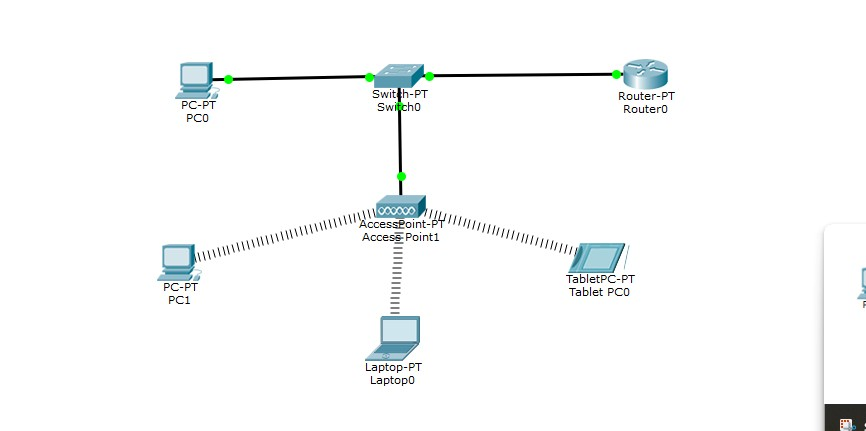 PC-PT
PC0
Switch-PT
Switch0
Router-PT
Router0
AccessPoint-PT
Access Point1
PC-PT
PC1
TabletPC-PT
Tablet PC0
Laptop-PT
Laptop0